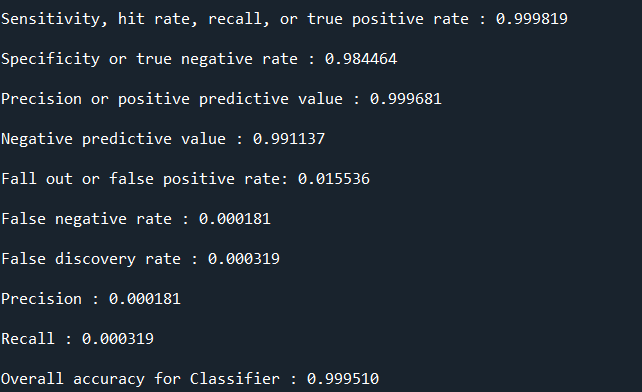 Sensitivity, hit rate, recall, or true positive rate : 0.999819
Specificity or true negative rate : 0.984464
Precision or positive predictive value : 0.999681
Negative predictive value : 0.991137
Fall out or false positive rate: 0.015536
False negative rate : 0.000181
False discovery rate : 0.000319
Precision : 0.000181
Recall : 0.000319
Overall accuracy for Classifier : 0.999510